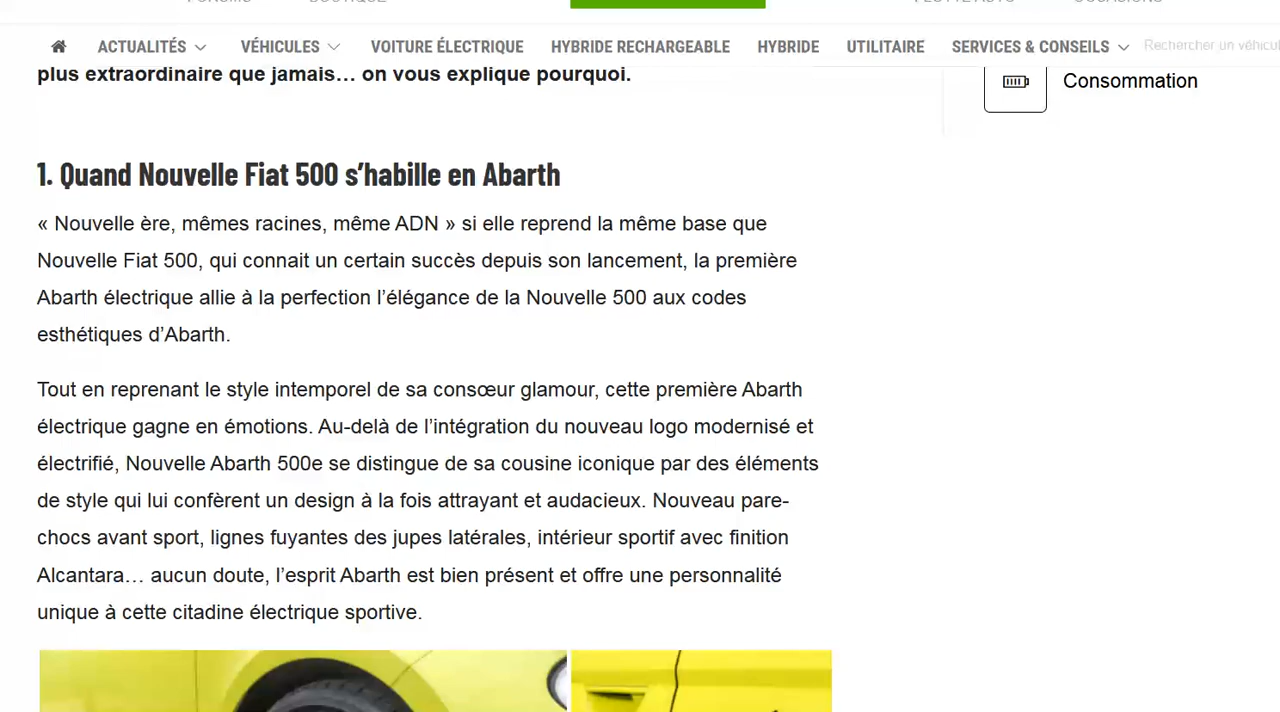 ACTUALITÉS VÉHICULES VOITURE ÉLECTRIQUE HYBRIDE RECHARGEABLE HYBRIDE UTILITAIRE SERVICES & CONSEILS Rechercher un véhicul
plus extraordinaire que jamais… on vous explique pourquoi.
Consommation
1. Quand Nouvelle Fiat 500 s’habille en Abarth
« Nouvelle ère, mêmes racines, même ADN » si elle reprend la même base que
Nouvelle Fiat 500, qui connait un certain succès depuis son lancement, la première
Abarth électrique allie à la perfection l’élégance de la Nouvelle 500 aux codes
esthétiques d’Abarth.
Tout en reprenant le style intemporel de sa consœur glamour, cette première Abarth
électrique gagne en émotions. Au-delà de l’intégration du nouveau logo modernisé et
électrifié, Nouvelle Abarth 500e se distingue de sa cousine iconique par des éléments
de style qui lui confèrent un design à la fois attrayant et audacieux. Nouveau pare-
chocs avant sport, lignes fuyantes des jupes latérales, intérieur sportif avec finition
Alcantara… aucun doute, l’esprit Abarth est bien présent et offre une personnalité
unique à cette citadine électrique sportive.